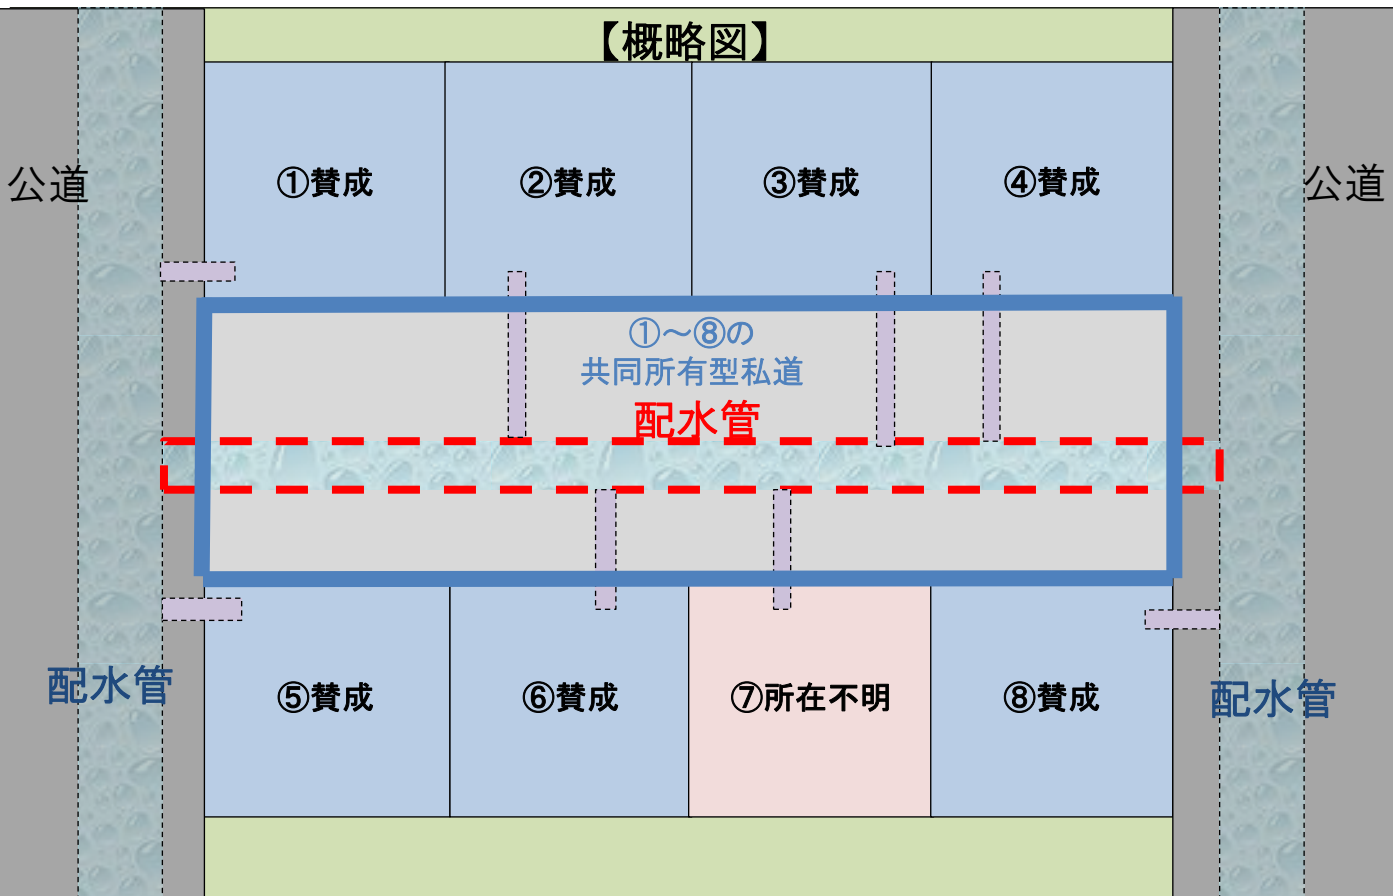 【概略図】
公道
①賛成
②賛成
③賛成
④賛成
公道
①～⑧の
共同所有型私道
配水管
配水管
⑤賛成
⑥賛成
⑦所在不明
⑧賛成
配水管